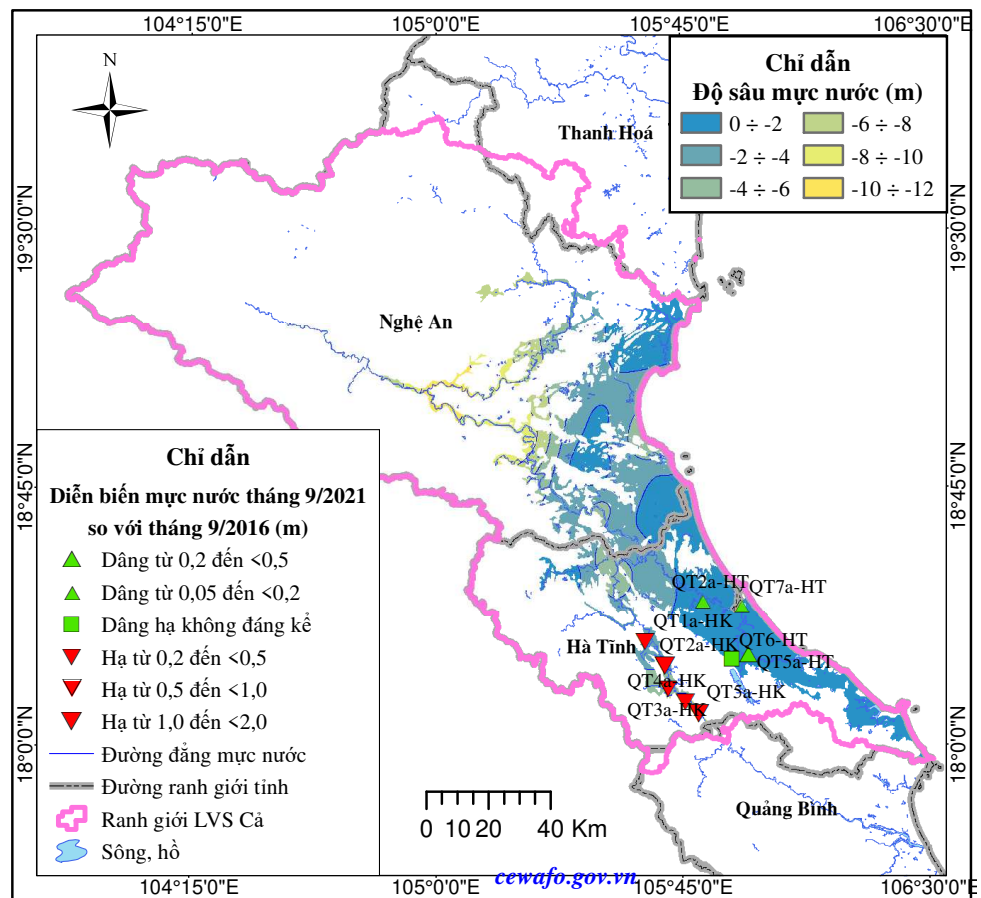 104°15'0"E 105°0'0"E 105°45'0"E 106°30'0"E
N
Chỉ dẫn
Độ sâu mực nước (m)
0 ÷ -2 -6 ÷ -8
-2 ÷ -4 -8 ÷ -10
-4 ÷ -6 -10 ÷ -12
Thanh Hoá
19°30'0"N 19°30'0"N
Nghệ An
18°45'0"N 18°45'0"N
Chỉ dẫn
Diễn biến mực nước tháng 9/2021
so với tháng 9/2016 (m)
Dâng từ 0,2 đến <0,5
Dâng từ 0,05 đến <0,2
Dâng hạ không đáng kể
Hạ từ 0,2 đến <0,5
Hạ từ 0,5 đến <1,0
Hạ từ 1,0 đến <2,0
Đường đẳng mực nước
Đường ranh giới tỉnh
Ranh giới LVS Cả
Sông, hồ
QT2a-HT QT7a-HT
QT1a-HK
Hà Tĩnh QT2a-HK QT6-HT
QT5a-HT
QT4a-HK QT5a-HK
QT3a-HK
18°0'0"N 18°0'0"N
Quảng Bình
0 10 20 40 Km
cewafo.gov.vn
104°15'0"E 105°0'0"E 105°45'0"E 106°30'0"E